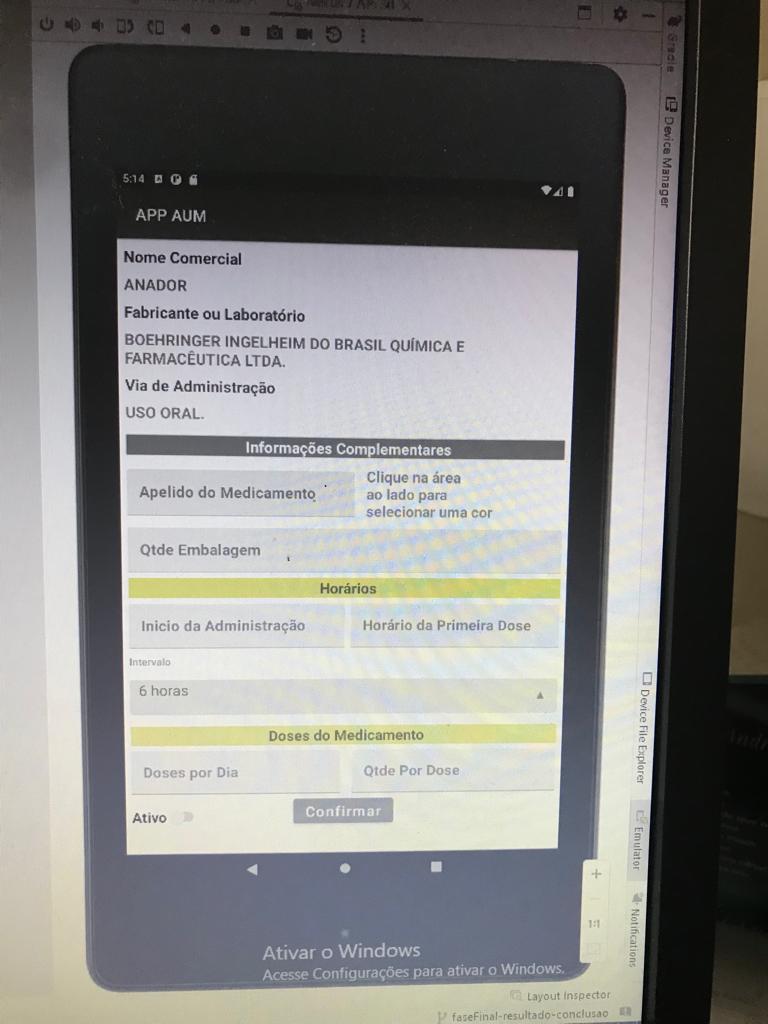 Gradle
Device Manager
5:14
APP AUM
Nome Comercial
ANADOR
Fabricante ou Laboratório
BOEHRINGER INGELHEIM DO BRASIL QUÍMICA E
FARMACÊUTICA LTDA.
Via de Administração
USO ORAL.
Informações Complementares
Apelido do Medicamento
Clique na área
ao lado para
selecionar uma cor
Qtde Embalagem
Horários
Inicio da Administração
Horário da Primeira Dose
Intervalo
6 horas
Doses do Medicamento
Doses por Dia
Qtde Por Dose
Ativo
Confirmar
Device File Explorer
Emulator
Notifications
1:1
Ativar o Windows
Acesse Configurações para ativar o Windows.
Layout Inspector
faseFinal-resultado-conclusao